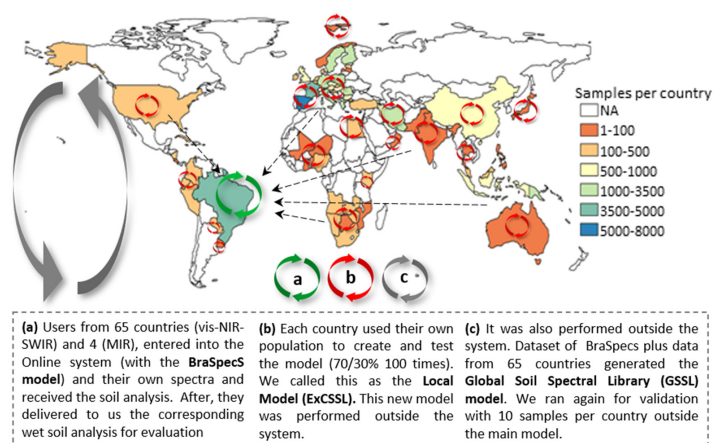 Samples per country
NA
1-100
100-500
500-1000
1000-3500
3500-5000
5000-8000
a
b
c
(a) Users from 65 countries (vis-NIR-
SWIR) and 4 (MIR), entered into the
Online system (with the BraSpecS
model) and their own spectra and
received the soil analysis. After, they
delivered to us the corresponding
wet soil analysis for evaluation
(b) Each country used their own
population to create and test
the model (70/30% 100 times).
We called this as the Local
Model (ExCSSL). This new model
was performed outside the
system.
(c) It was also performed outside the
system. Dataset of BraSpecs plus data
from 65 countries generated the
Global Soil Spectral Library (GSSL)
model. We ran again for validation
with 10 samples per country outside
the main model.